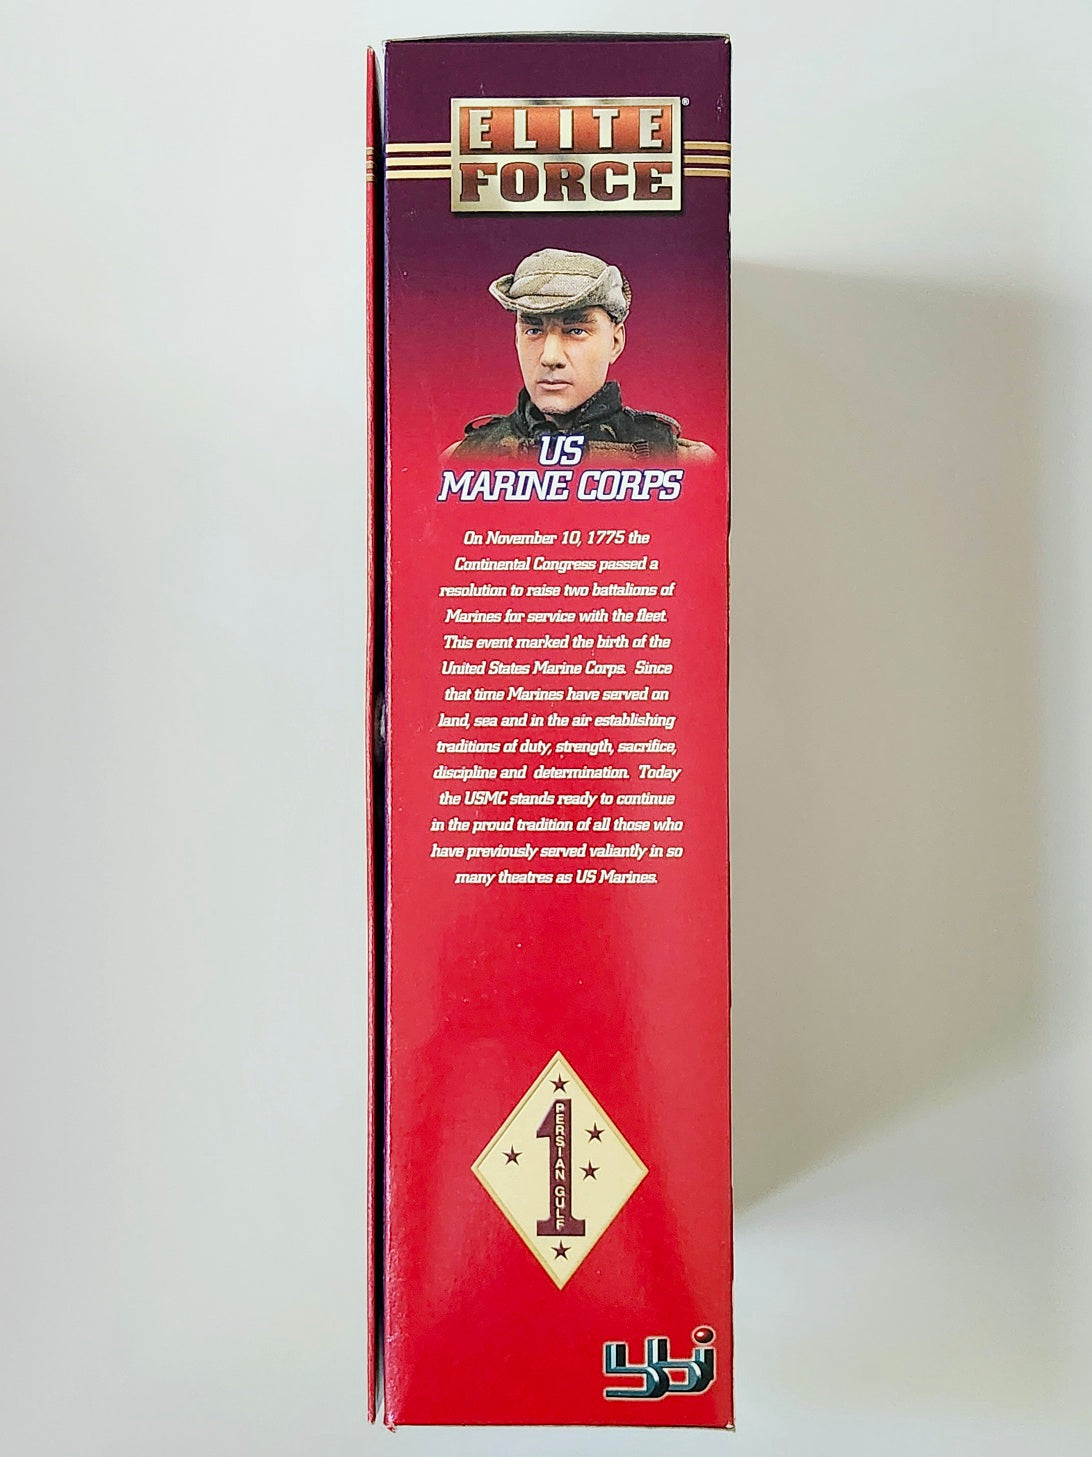 ELITE
FORCE®
US
MARINE CORPS
On November 10, 1775 the
Continental Congress passed a
resolution to raise two battalions of
Marines for service with the fleet.
This event marked the birth of the
United States Marine Corps. Since
that time Marines have served on
land, sea and in the air establishing
traditions of duty, strength, sacrifice,
discipline and determination. Today
the USMC stands ready to continue
in the proud tradition of all those who
have previously served valiantly in so
many theatres as US Marines.
1
PERSIAN GULF
bbi